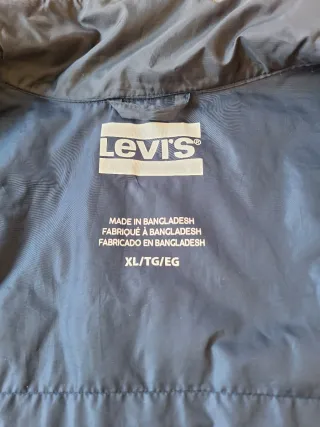 LEVI'S®
MADE IN BANGLADESH
FABRIQUÉ À BANGLADESH
FABRICADO EN BANGLADESH
XL/TG/EG